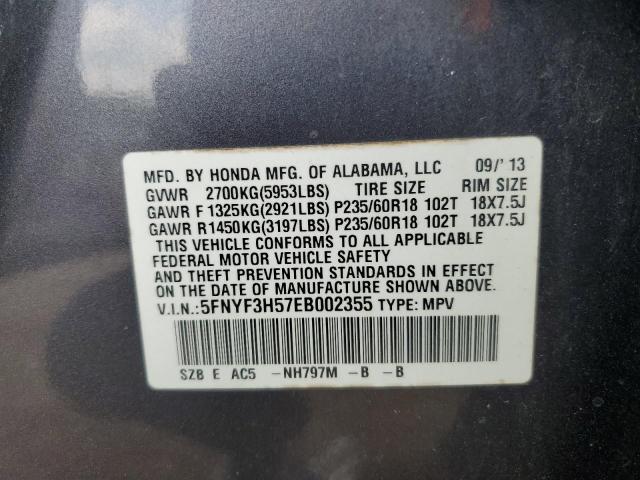 MFD. BY HONDA MFG. OF ALABAMA, LLC 09/'13
GVWR 2700KG(5953LBS) TIRE SIZE RIM SIZE
GAWR F 1325KG(2921LBS) P235/60R18 102T 18X7.5J
GAWR R1450KG(3197LBS) P235/60R18 102T 18X7.5J
THIS VEHICLE CONFORMS TO ALL APPLICABLE
FEDERAL MOTOR VEHICLE SAFETY
AND THEFT PREVENTION STANDARDS IN EFFECT
ON THE DATE OF MANUFACTURE SHOWN ABOVE.
V.I.N.:5FNYF3H57EB002355 TYPE: MPV
SZB E AC5 -NH797M -B -B